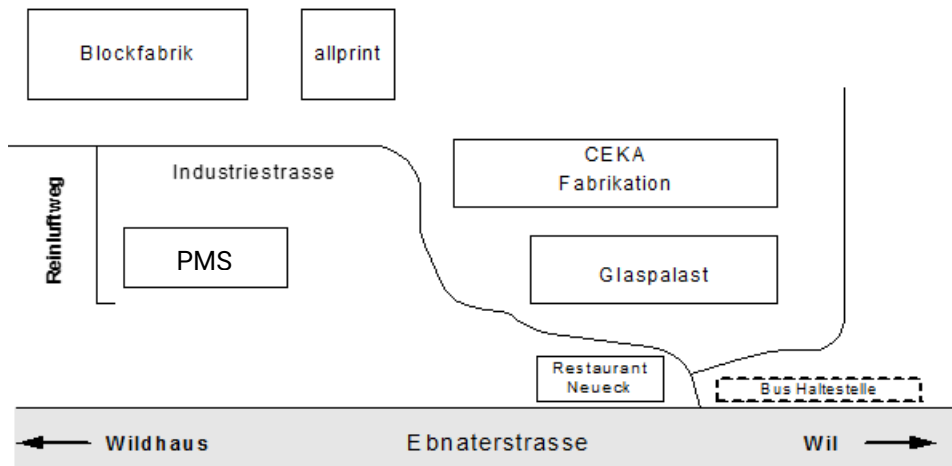 Blockfabrik
allprint
CEKA
Fabrikation
Industriestrasse
Reinluftweg
PMS
Glaspalast
Restaurant
Neueck
Bus Haltestelle
Wildhaus
Ebnaterstrasse
Wil